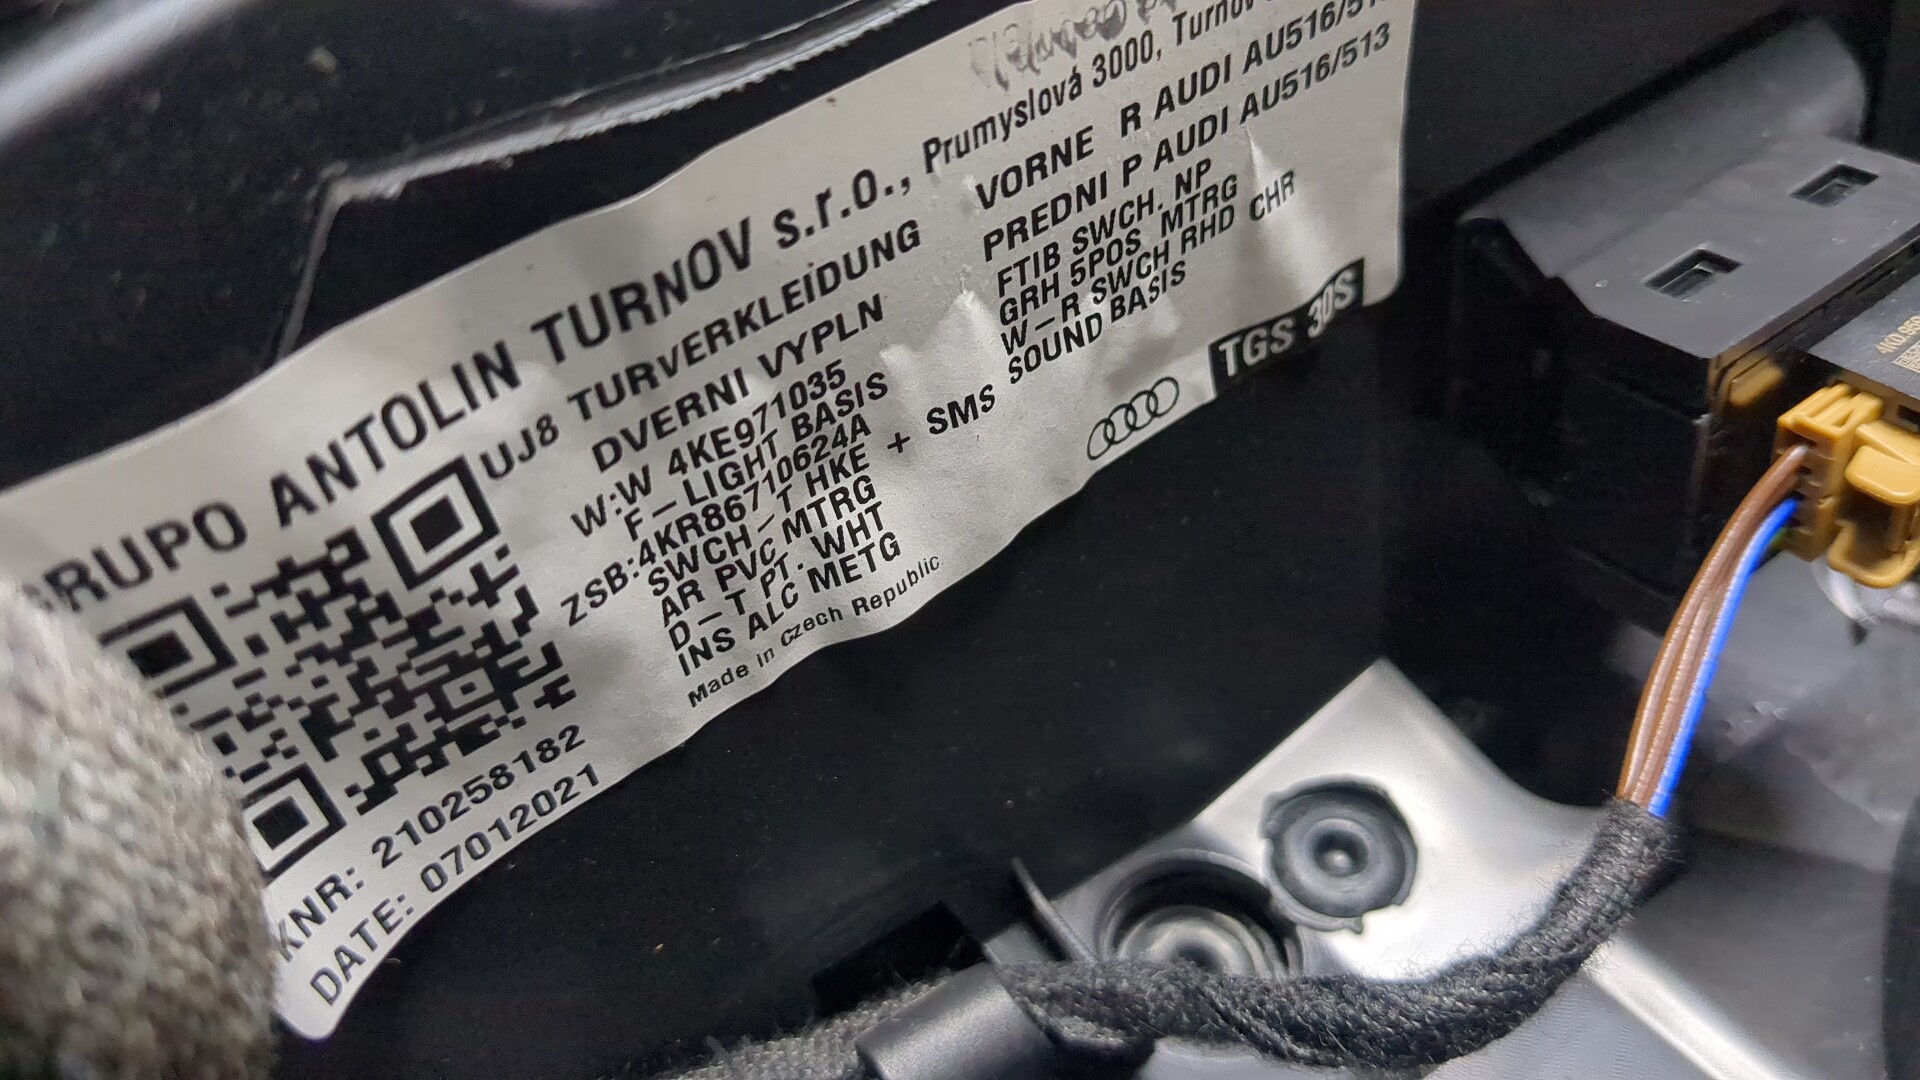 GRUPO ANTOLIN TURNOV s.r.o., Prumyslová 3000, Turnov
UJ8 TURVERKLEIDUNG VORNE R AUDI AU516/513
DVERNI VYPLN PREDNI P AUDI AU516/513
W:W 4KE971035 FTIB SWCH. NP
F-LIGHT BASIS GRH 5POS MTRG
ZSB:4KR86710624A W-R SWCH RHD CHR
SWCH-T HKE + SMS SOUND BASIS
AR PVC MTRG
D-T PT. WHT
INS ALC METG
Made in Czech Republic
TGS 30S
KNR: 210258182
DATE: 07012021